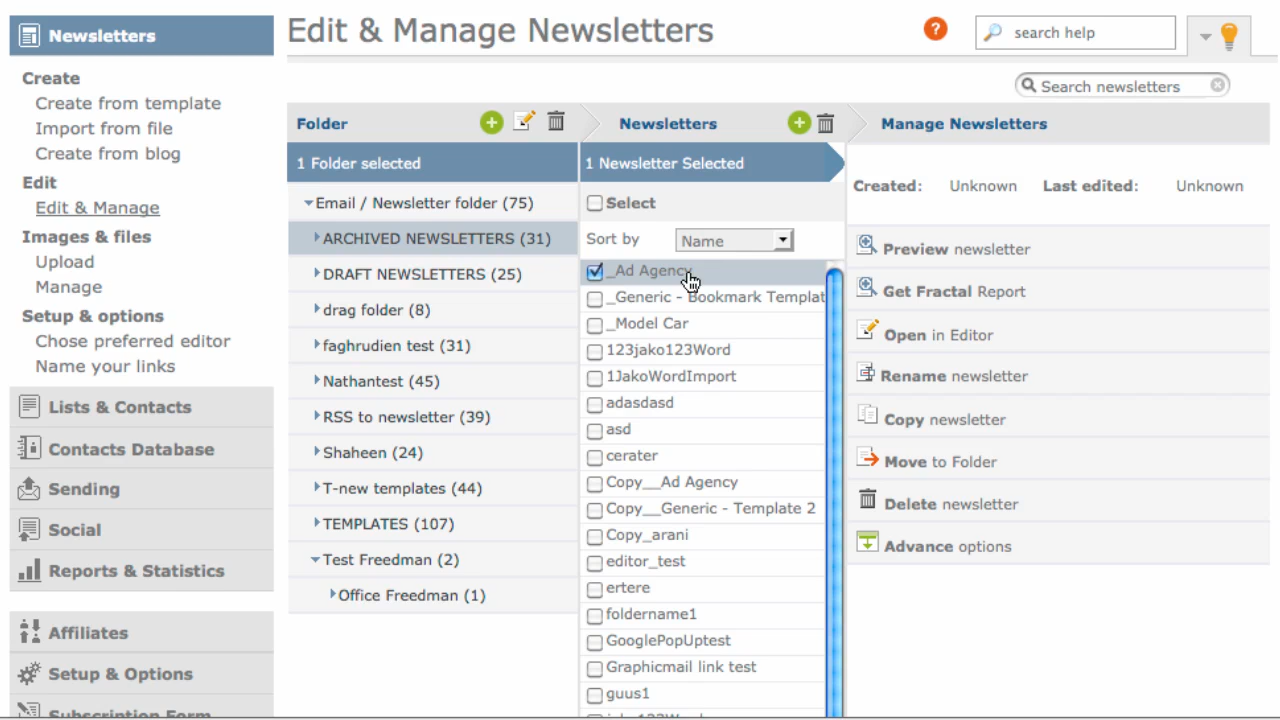 Newsletters
Create
Create from template
Import from file
Create from blog
Edit
Edit & Manage
Images & files
Upload
Manage
Setup & options
Chose preferred editor
Name your links
Lists & Contacts
Contacts Database
Sending
Social
Reports & Statistics
Affiliates
Setup & Options
Subscription Form
Edit & Manage Newsletters
?
search help
Search newsletters
Folder
1 Folder selected
Email / Newsletter folder (75)
ARCHIVED NEWSLETTERS (31)
DRAFT NEWSLETTERS (25)
drag folder (8)
faghrudien test (31)
Nathantest (45)
RSS to newsletter (39)
Shaheen (24)
T-new templates (44)
TEMPLATES (107)
Test Freedman (2)
Office Freedman (1)
Newsletters
1 Newsletter Selected
Select
Sort by Name
_Ad Agency
_Generic - Bookmark Templat
_Model Car
123jako123Word
1JakoWordImport
adasdasd
asd
cerater
Copy__Ad Agency
Copy__Generic - Template 2
Copy_arani
editor_test
ertere
foldername1
GooglePopUptest
Graphicmail link test
guus1
Manage Newsletters
Created: Unknown Last edited: Unknown
Preview newsletter
Get Fractal Report
Open in Editor
Rename newsletter
Copy newsletter
Move to Folder
Delete newsletter
Advance options